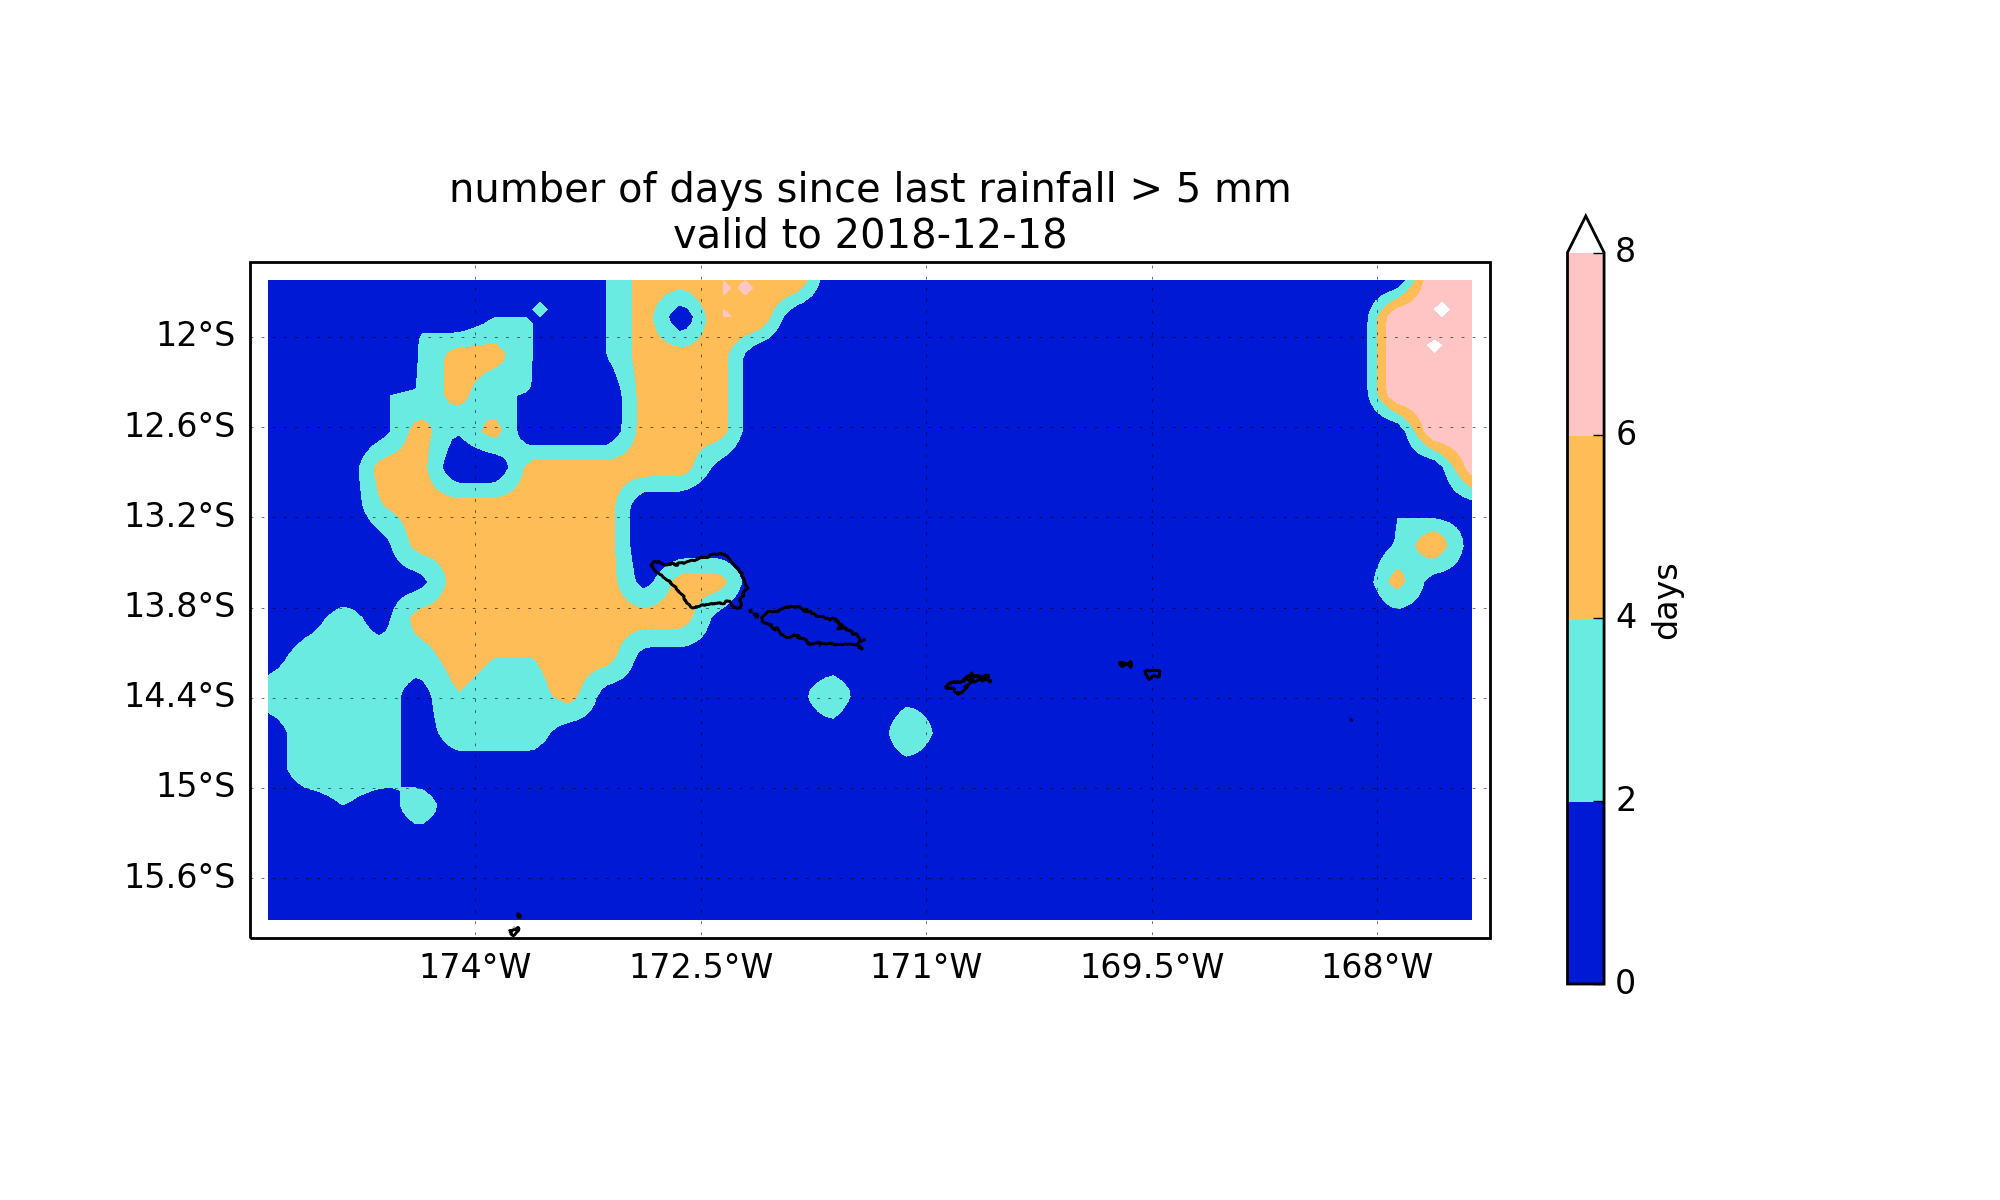 number of days since last rainfall > 5 mm
valid to 2018-12-18
12°S
12.6°S
13.2°S
13.8°S
14.4°S
15°S
15.6°S
174°W 172.5°W 171°W 169.5°W 168°W
8
6
4
2
0
days